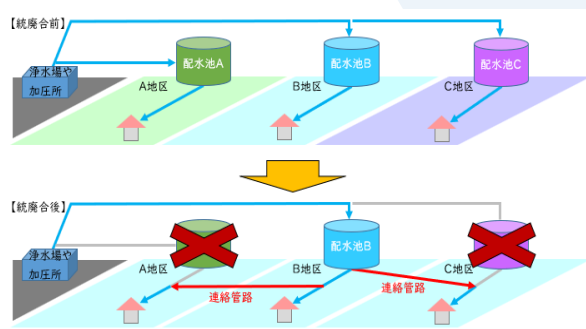 【統廃合前】
配水池A
配水池B
配水池C
浄水場や
加圧所
A地区
B地区
C地区
【統廃合後】
配水池B
浄水場や
加圧所
A地区
B地区
C地区
連絡管路
連絡管路